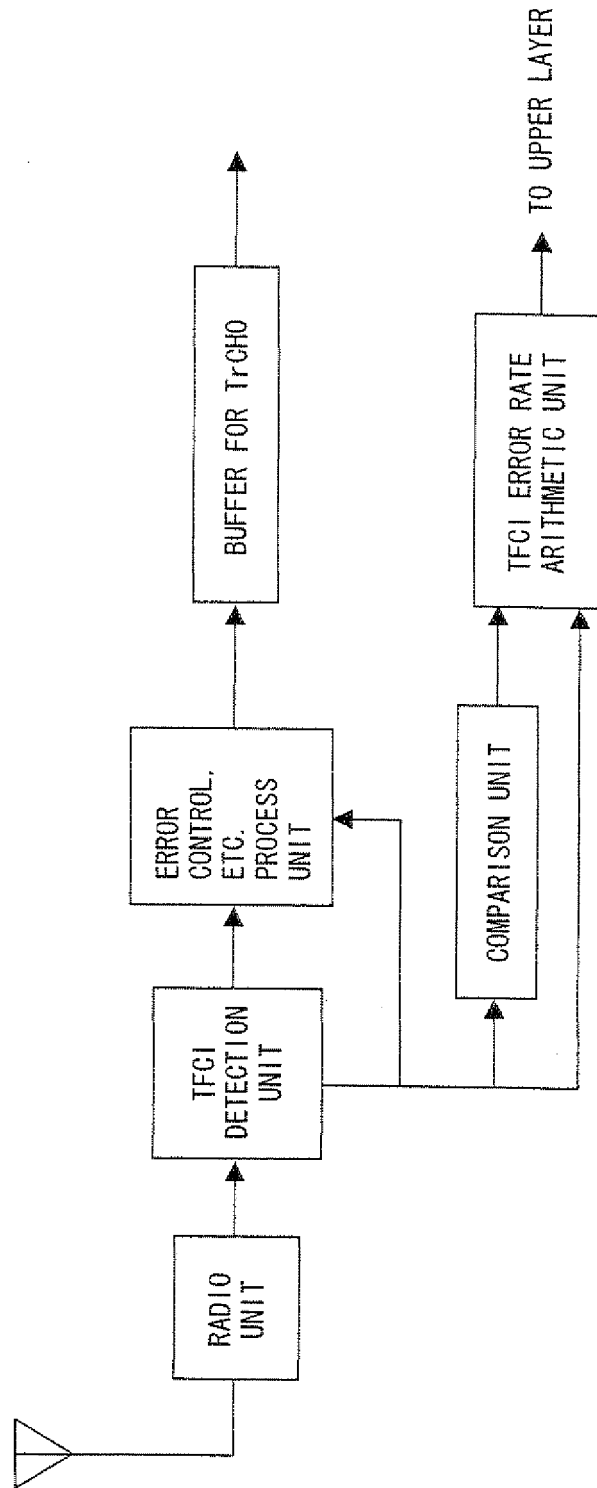 RADIO
UNIT
TFCI
DETECTION
UNIT
ERROR
CONTROL,
ETC.
PROCESS
UNIT
BUFFER FOR TrCH0
COMPARISON UNIT
TFCI ERROR RATE
ARITHMETIC UNIT
TO UPPER LAYER